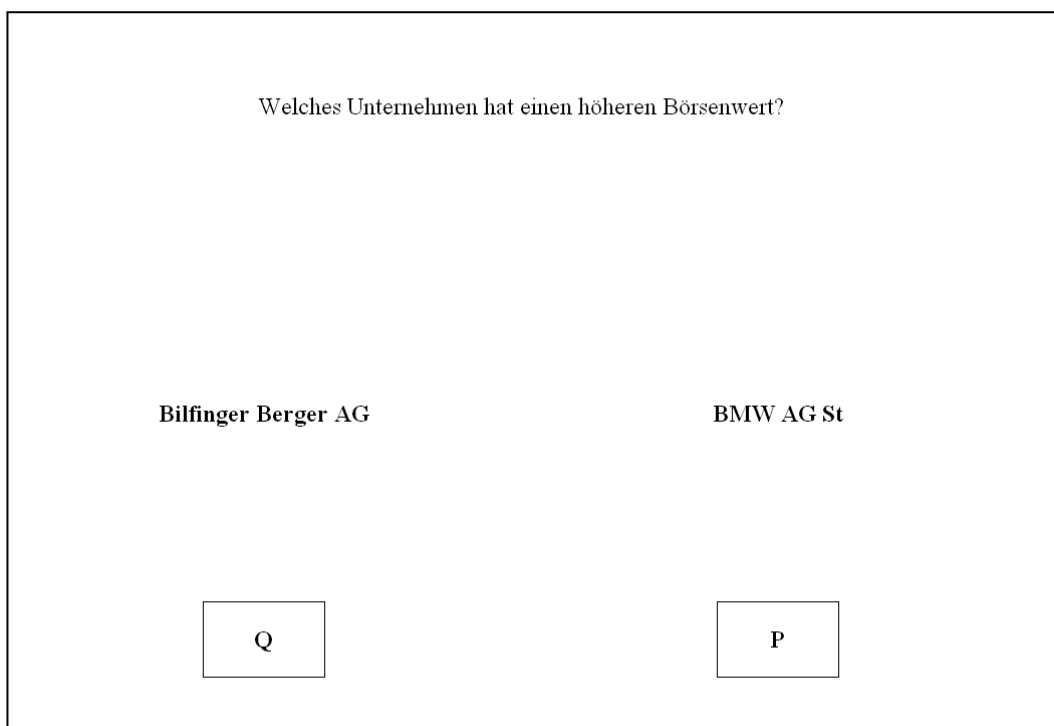 Welches Unternehmen hat einen höheren Börsenwert?
Bilfinger Berger AG
BMW AG St
Q
P